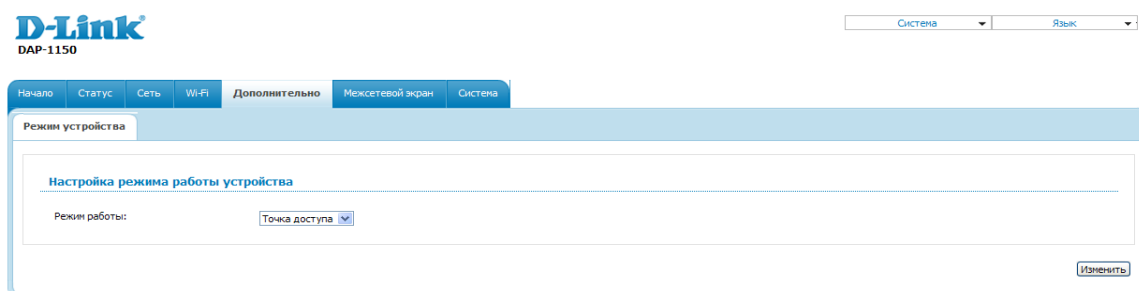 D-Link
DAP-1150
Система Язык
Начало Статус Сеть Wi-Fi Дополнительно Межсетевой экран Система
Режим устройства
Настройка режима работы устройства
Режим работы: Точка доступа
Изменить